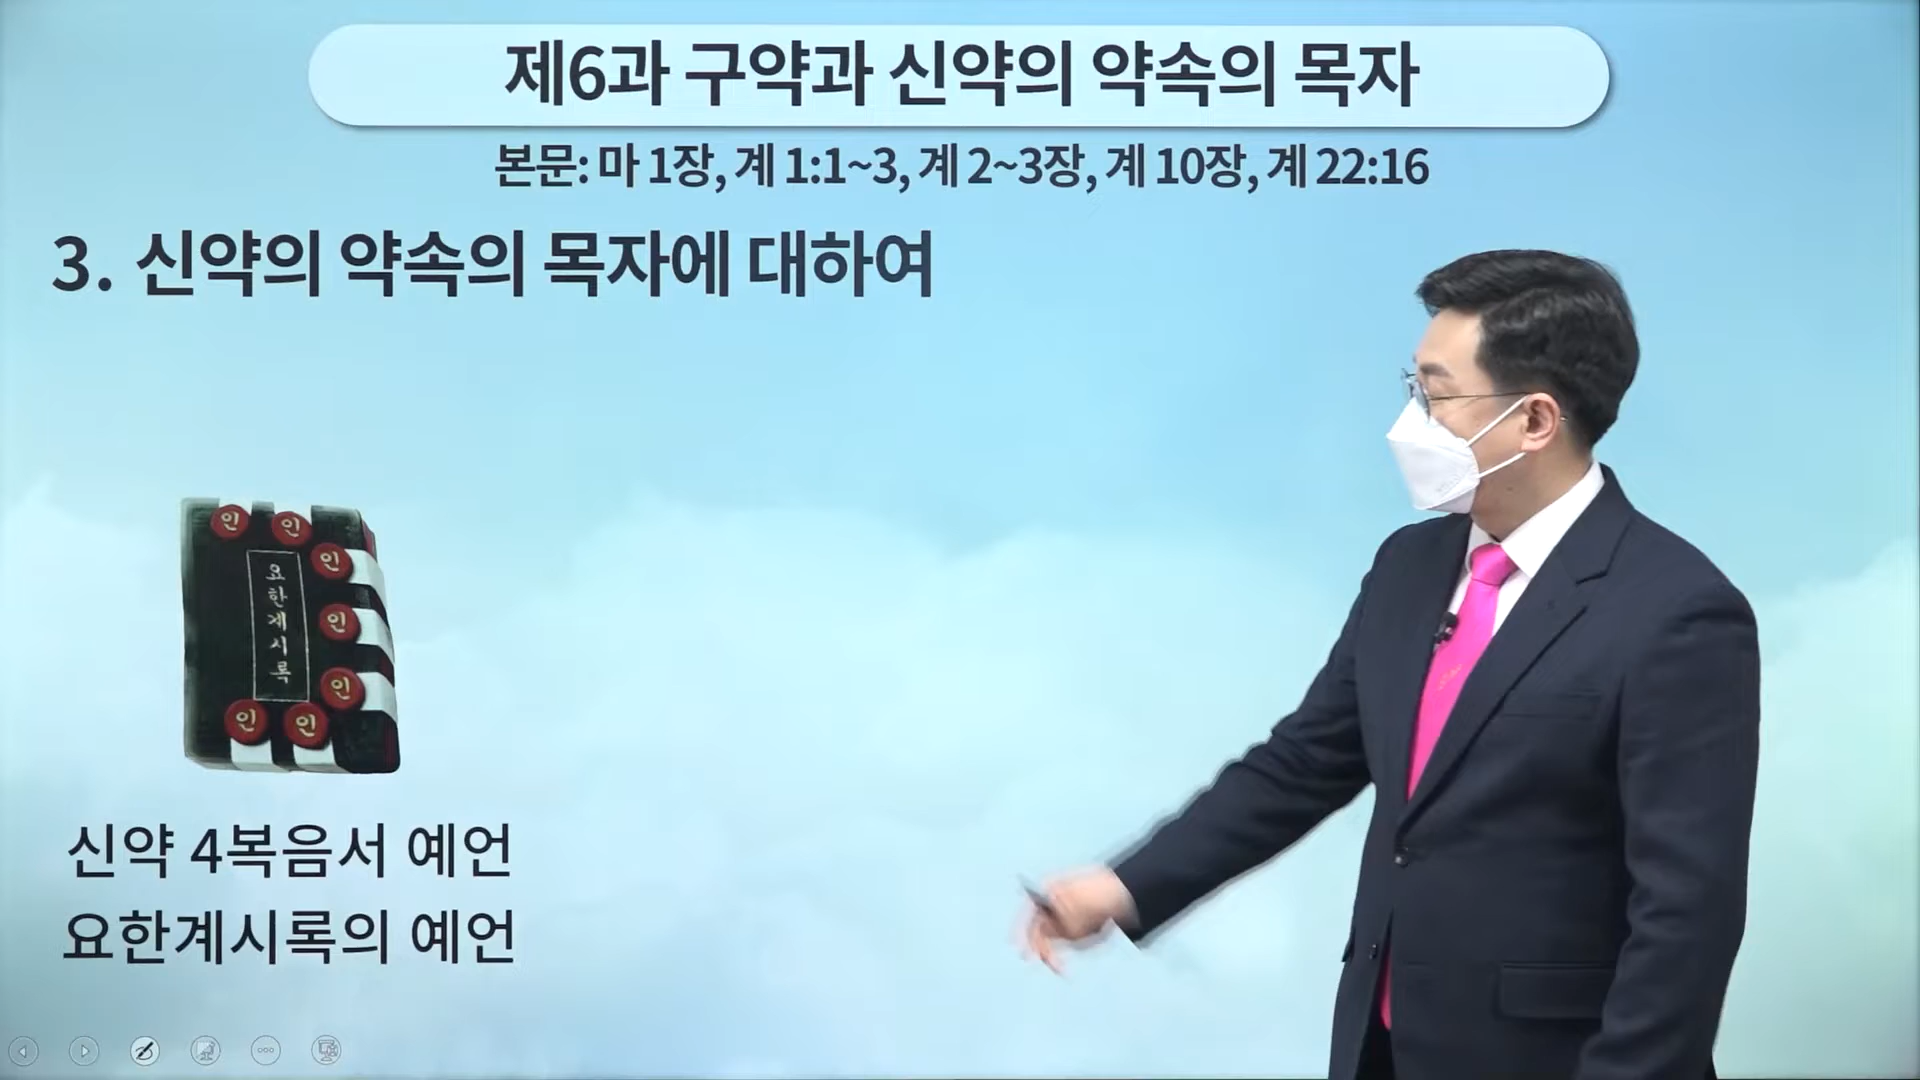 제6과 구약과 신약의 약속의 목자
본문: 마 1장, 계 1:1~3, 계 2~3장, 계 10장, 계 22:16
3. 신약의 약속의 목자에 대하여
인 인
인
요한계시록
인
인
인 인
신약 4복음서 예언
요한계시록의 예언